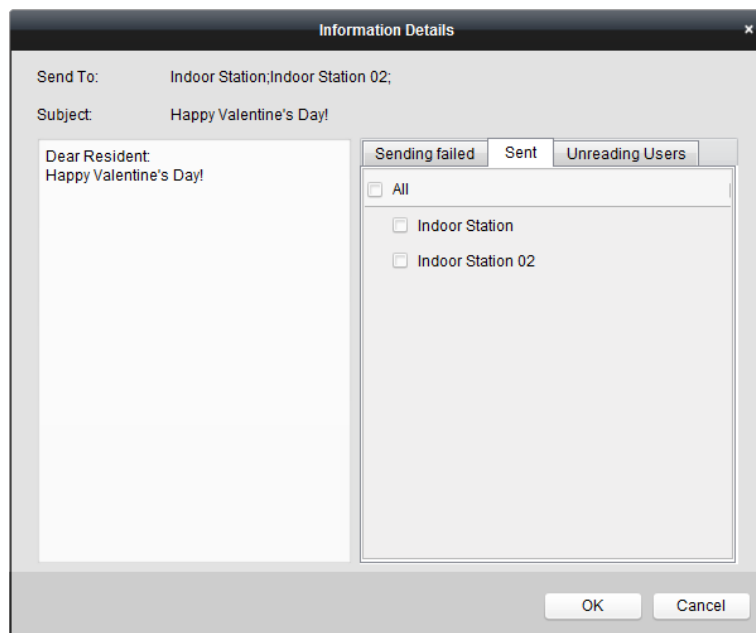 Information Details
×
Send To: Indoor Station;Indoor Station 02;
Subject: Happy Valentine's Day!
Dear Resident:
Happy Valentine's Day!
Sending failed Sent Unreading Users
All
Indoor Station
Indoor Station 02
OK Cancel